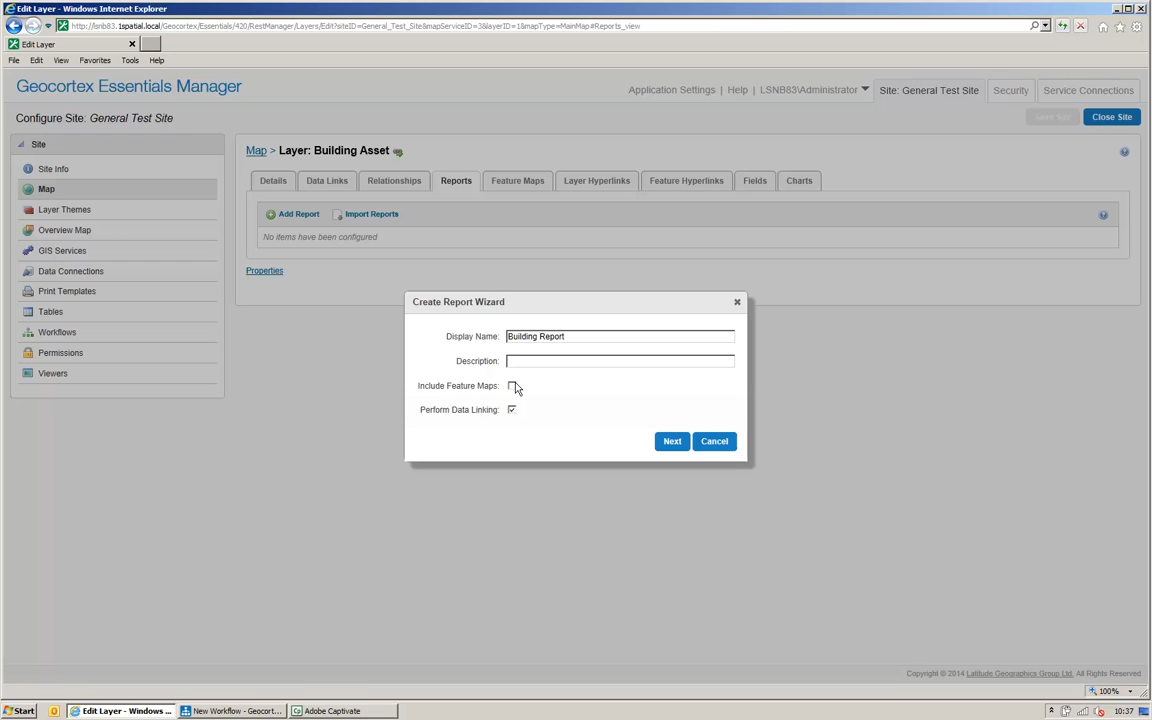 Edit Layer - Windows Internet Explorer
http://lsnb83.1spatial.local/Geocortex/Essentials/420/RestManager/Layers/Edit?siteID=General_Test_Site&mapServiceID=3&layerID=1&mapType=MainMap#Reports_view
Edit Layer
File Edit View Favorites Tools Help
Geocortex Essentials Manager
Application Settings | Help | LSNB83\Administrator
Site: General Test Site
Security
Service Connections
Configure Site: General Test Site
Save Site
Close Site
Site
Site Info
Map
Layer Themes
Overview Map
GIS Services
Data Connections
Print Templates
Tables
Workflows
Permissions
Viewers
Map > Layer: Building Asset
Details Data Links Relationships Reports Feature Maps Layer Hyperlinks Feature Hyperlinks Fields Charts
Add Report Import Reports
No items have been configured
Properties
Create Report Wizard
Display Name: Building Report
Description:
Include Feature Maps:
Perform Data Linking:
Next Cancel
Copyright © 2014 Latitude Geographics Group Ltd. All Rights Reserved
100%
Start
Edit Layer - Windows ...
New Workflow - Geocort...
Adobe Captivate
10:37